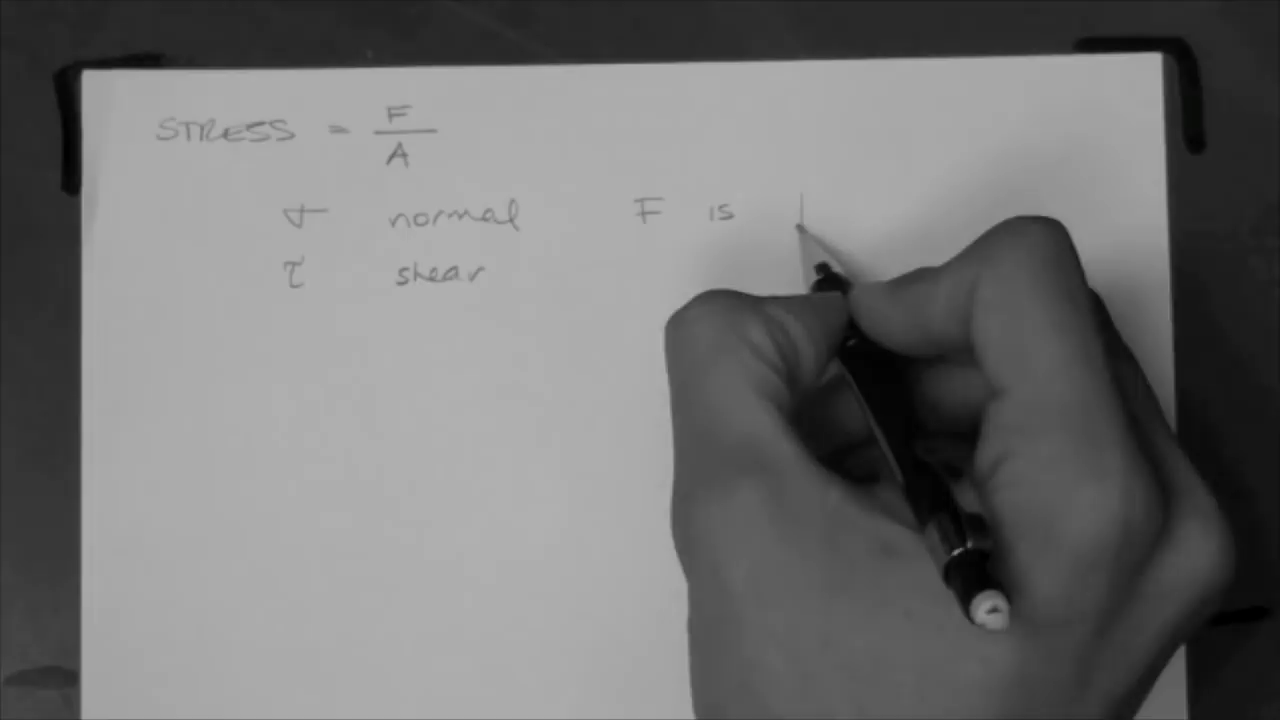 STRESS = F/A
σ normal F is
τ shear